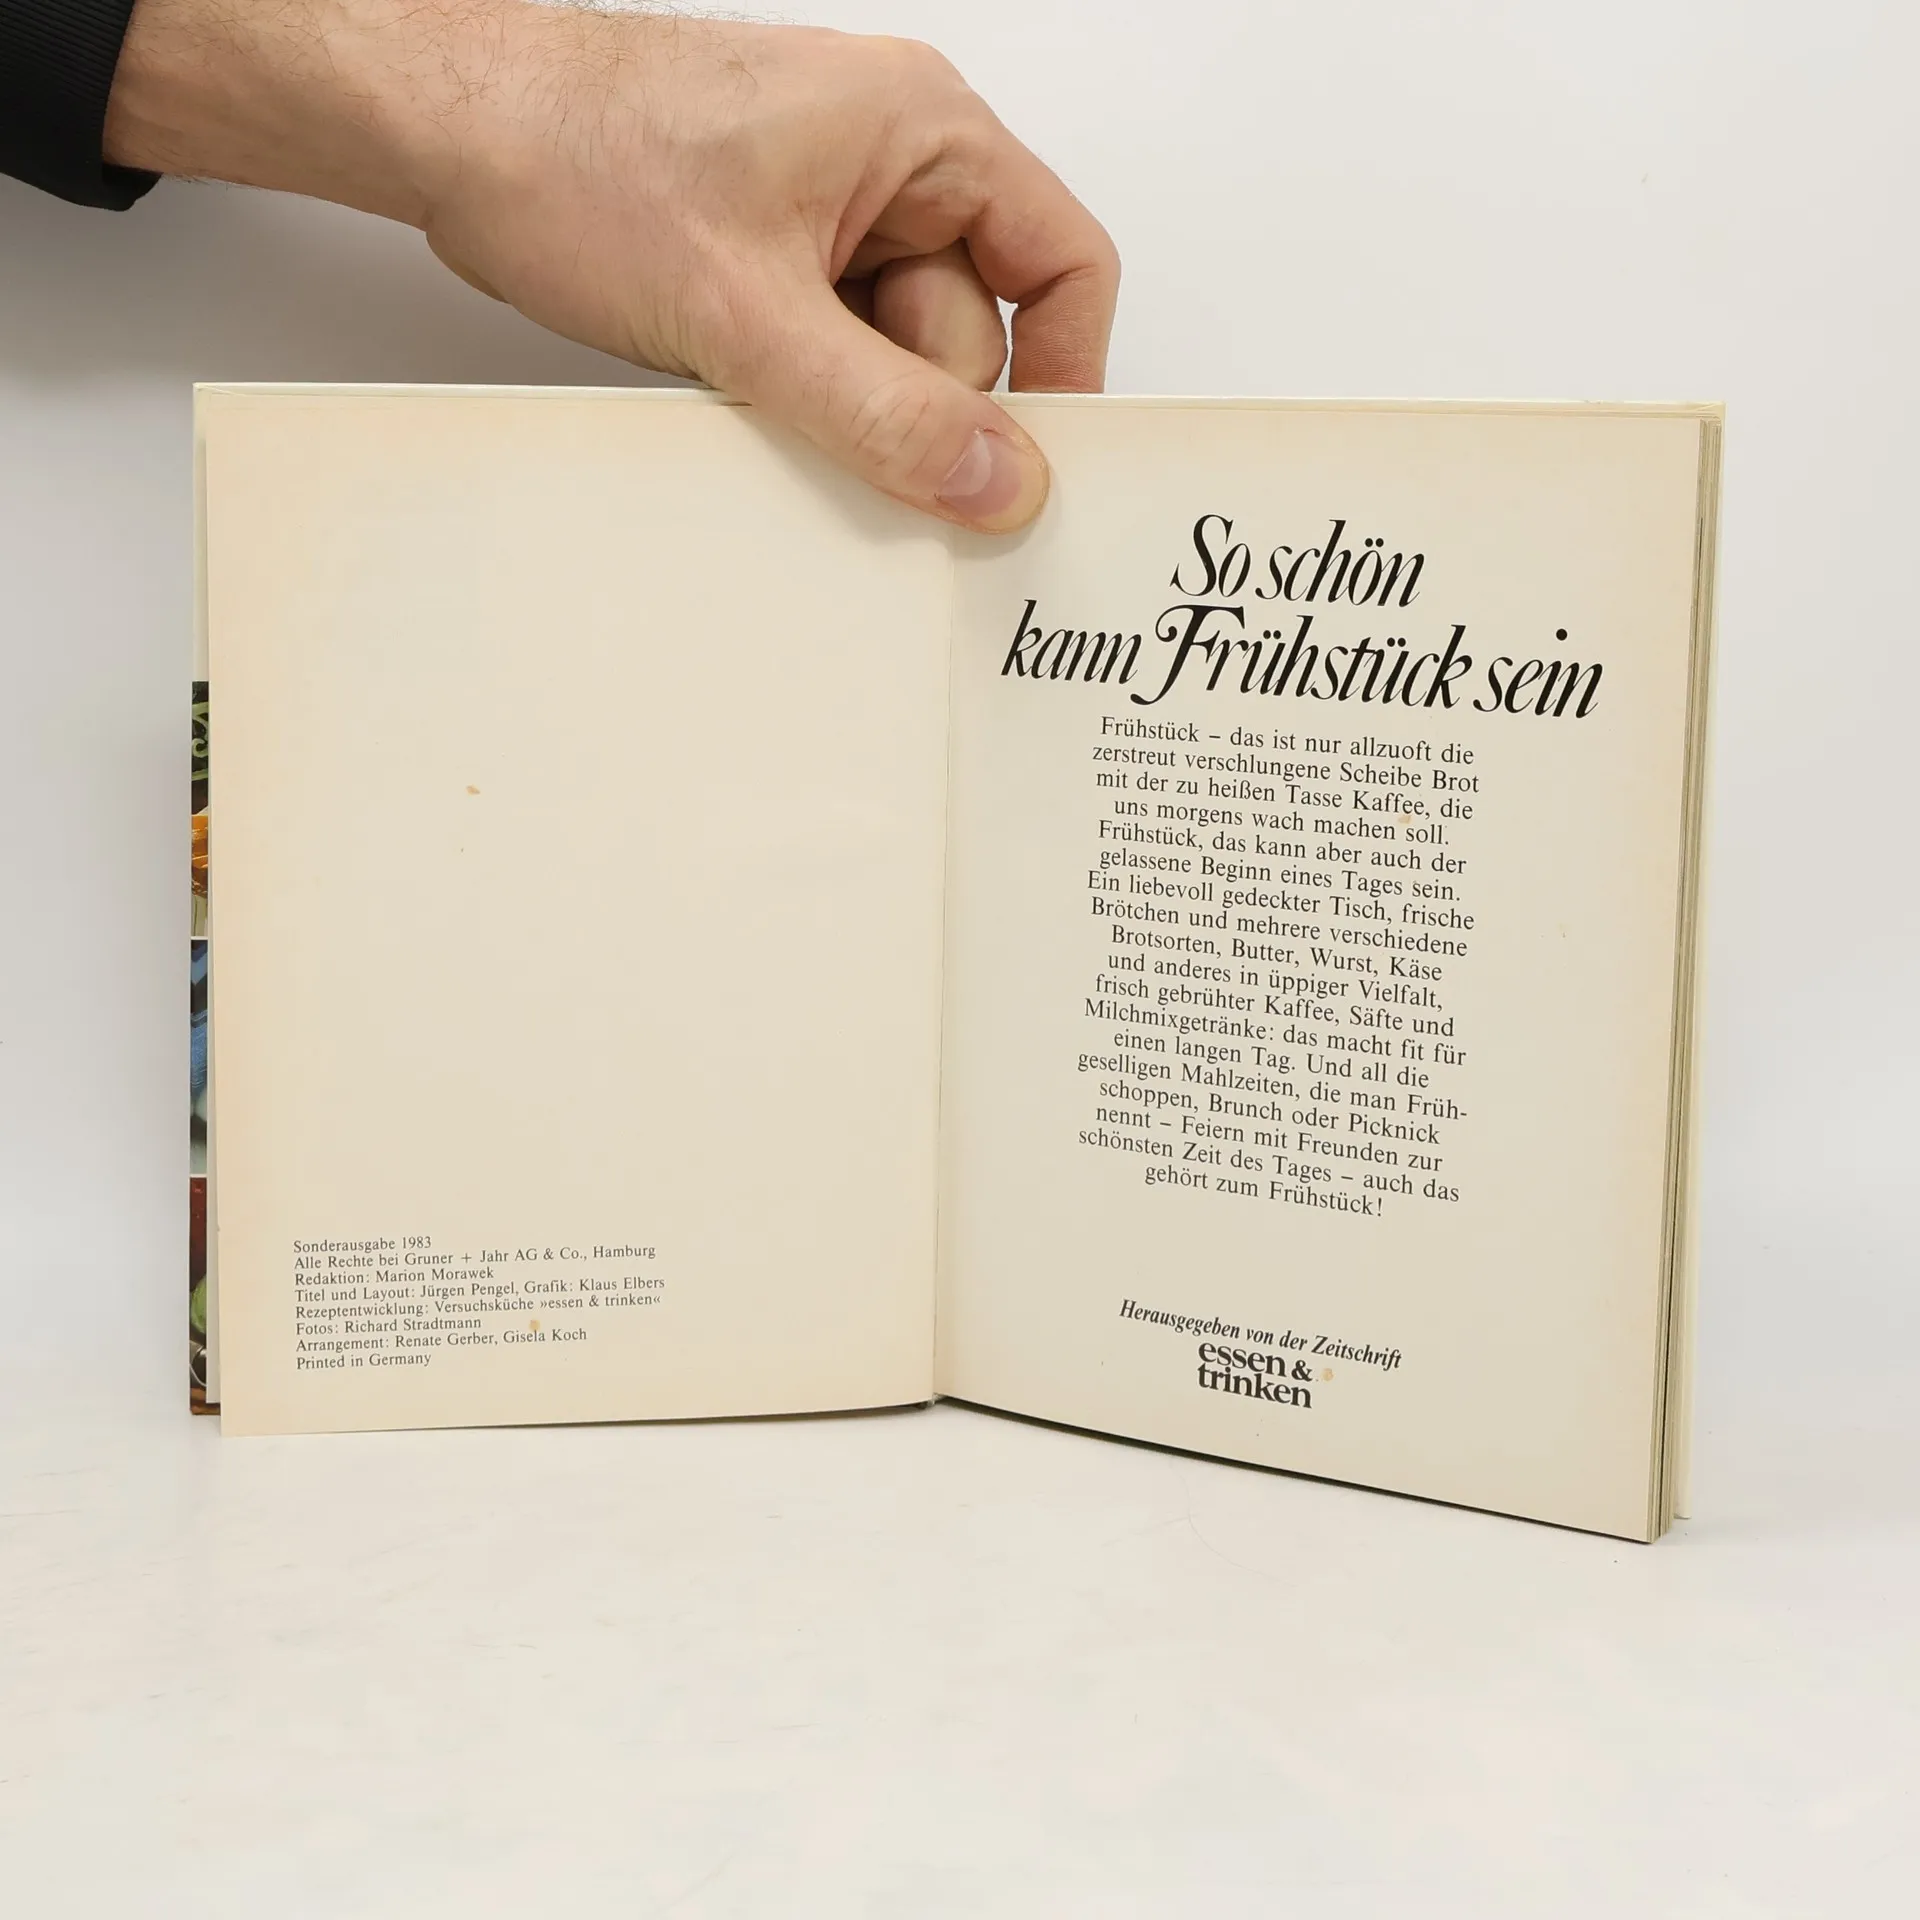 Sonderausgabe 1983
Alle Rechte bei Gruner + Jahr AG & Co., Hamburg
Redaktion: Marion Morawek
Titel und Layout: Jürgen Pengel, Grafik: Klaus Elbers
Rezeptentwicklung: Versuchsküche »essen & trinken«
Fotos: Richard Stradtmann
Arrangement: Renate Gerber, Gisela Koch
Printed in Germany
So schön
kann Frühstück sein
Frühstück – das ist nur allzuoft die
zerstreut verschlungene Scheibe Brot
mit der zu heißen Tasse Kaffee, die
uns morgens wach machen soll.
Frühstück, das kann aber auch der
gelassene Beginn eines Tages sein.
Ein liebevoll gedeckter Tisch, frische
Brötchen und mehrere verschiedene
Brotsorten, Butter, Wurst, Käse
und anderes in üppiger Vielfalt,
frisch gebrühter Kaffee, Säfte und
Milchmixgetränke: das macht fit für
einen langen Tag. Und all die
geselligen Mahlzeiten, die man Früh-
schoppen, Brunch oder Picknick
nennt – Feiern mit Freunden zur
schönsten Zeit des Tages – auch das
gehört zum Frühstück!
Herausgegeben von der Zeitschrift
essen &
trinken